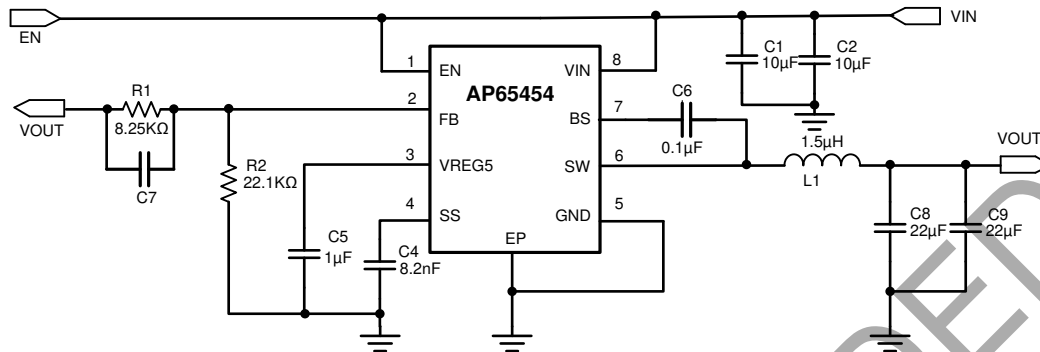 EN
VIN
C1
10µF
C2
10µF
1
EN
VIN
8
AP65454
R1
8.25KΩ
VOUT
C7
2
FB
BS
7
C6
0.1µF
R2
22.1KΩ
3
VREG5
SW
6
1.5µH
L1
VOUT
4
SS
GND
5
EP
C5
1µF
C4
8.2nF
C8
22µF
C9
22µF